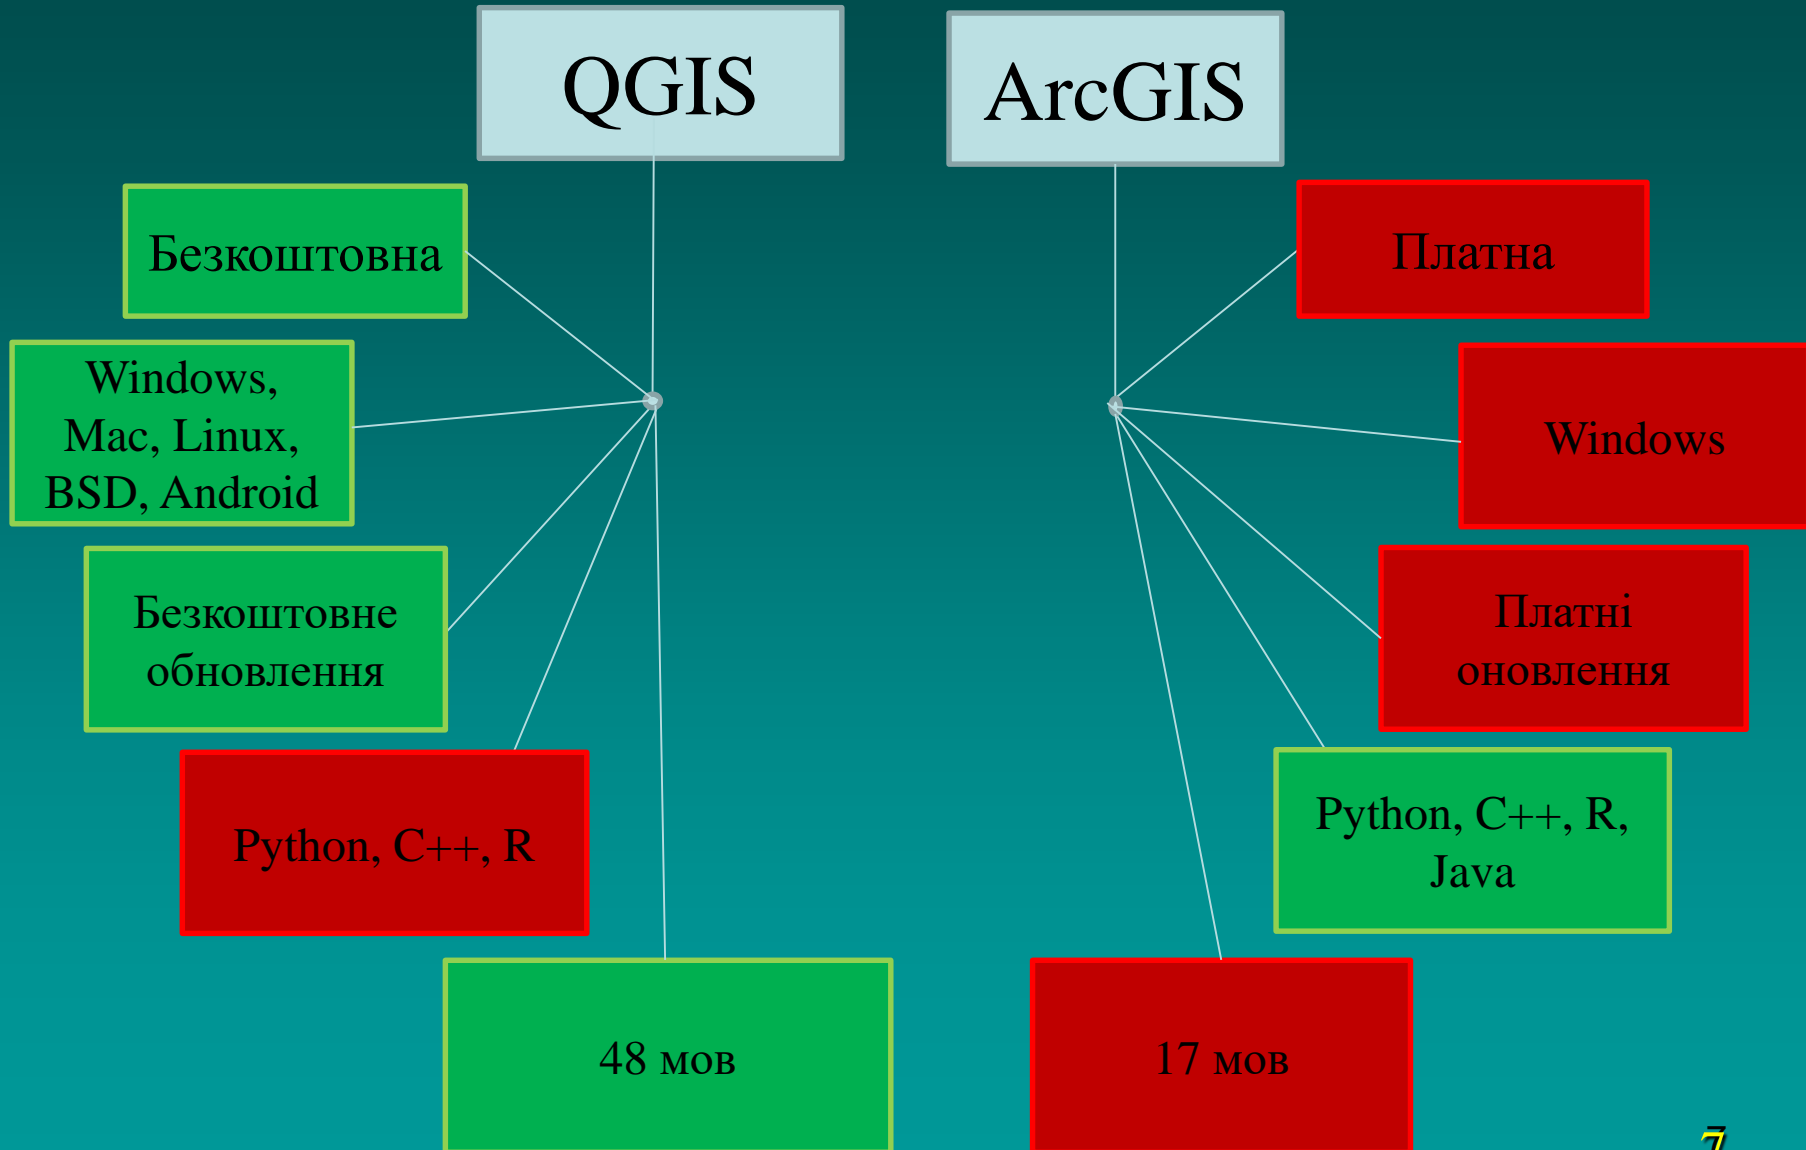 QGIS
ArcGIS
Безкоштовна
Платна
Windows,
Mac, Linux,
BSD, Android
Windows
Безкоштовне
обновлення
Платні
оновлення
Python, C++, R
Python, C++, R,
Java
48 мов
17 мов
7